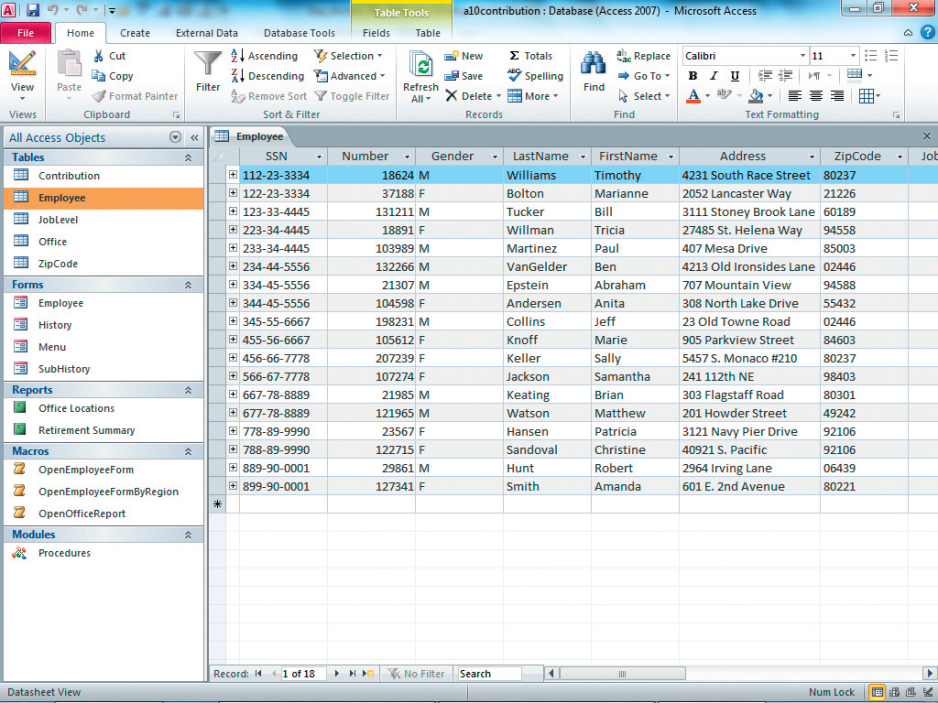 Table Tools
a10contribution : Database (Access 2007) - Microsoft Access
File Home Create External Data Database Tools Fields Table
View
Views
Paste
Cut
Copy
Format Painter
Clipboard
Filter
Ascending
Descending
Remove Sort
Selection
Advanced
Toggle Filter
Sort & Filter
Refresh
All
New
Save
Delete
Totals
Spelling
More
Records
Find
Replace
Go To
Select
Find
Calibri 11
B I U
A
Text Formatting
All Access Objects
Tables
Contribution
Employee
JobLevel
Office
ZipCode
Forms
Employee
History
Menu
SubHistory
Reports
Office Locations
Retirement Summary
Macros
OpenEmployeeForm
OpenEmployeeFormByRegion
OpenOfficeReport
Modules
Procedures
Employee
SSN Number Gender LastName FirstName Address ZipCode Job
112-23-3334 18624 M Williams Timothy 4231 South Race Street 80237
122-23-3334 37188 F Bolton Marianne 2052 Lancaster Way 21226
123-33-4445 131211 M Tucker Bill 3111 Stoney Brook Lane 60189
223-34-4445 18891 F Willman Tricia 27485 St. Helena Way 94558
233-34-4445 103989 M Martinez Paul 407 Mesa Drive 85003
234-44-5556 132266 M VanGelder Ben 4213 Old Ironsides Lane 02446
334-45-5556 21307 M Epstein Abraham 707 Mountain View 94588
344-45-5556 104598 F Andersen Anita 308 North Lake Drive 55432
345-55-6667 198231 M Collins Jeff 23 Old Towne Road 02446
455-56-6667 105612 F Knoff Marie 905 Parkview Street 84603
456-66-7778 207239 F Keller Sally 5457 S. Monaco #210 80237
566-67-7778 107274 F Jackson Samantha 241 112th NE 98403
667-78-8889 21985 M Keating Brian 303 Flagstaff Road 80301
677-78-8889 121965 M Watson Matthew 201 Howder Street 49242
778-89-9990 23567 F Hansen Patricia 3121 Navy Pier Drive 92106
788-89-9990 122715 F Sandoval Christine 40921 S. Pacific 92106
889-90-0001 29861 M Hunt Robert 2964 Irving Lane 06439
899-90-0001 127341 F Smith Amanda 601 E. 2nd Avenue 80221
Record: 1 of 18 No Filter Search
Datasheet View
Num Lock